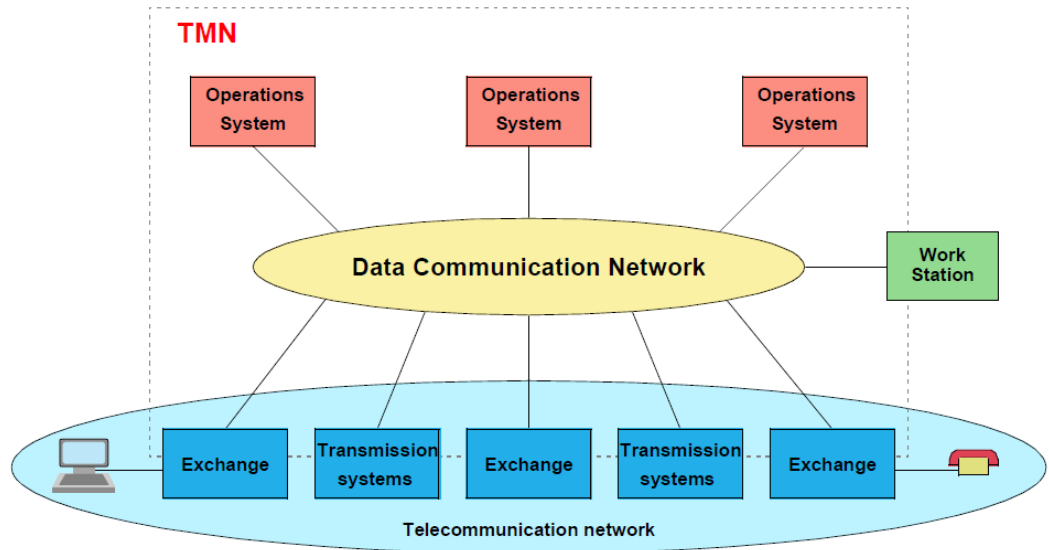 TMN
Operations
System
Operations
System
Operations
System
Data Communication Network
Work
Station
Exchange
Transmission
systems
Exchange
Transmission
systems
Exchange
Telecommunication network